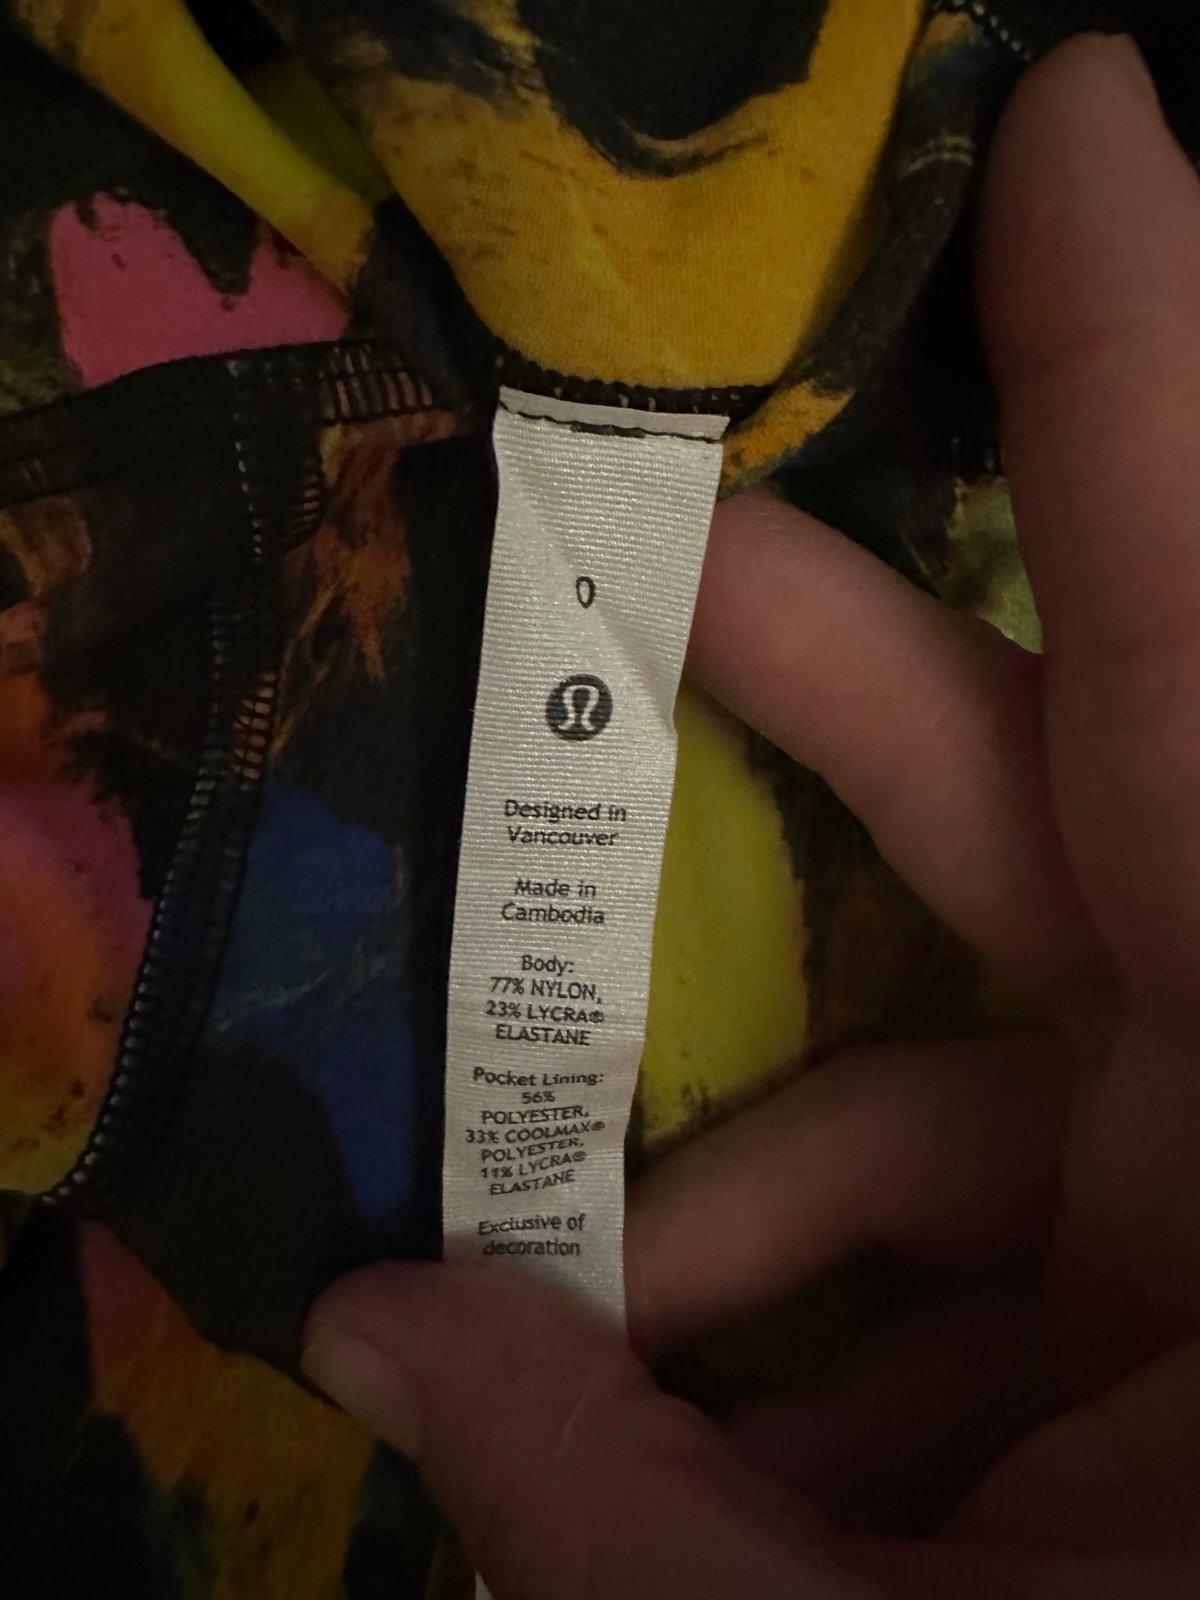 0
Designed in
Vancouver
Made in
Cambodia
Body:
77% NYLON,
23% LYCRA®
ELASTANE
Pocket Lining:
56%
POLYESTER,
33% COOLMAX®
POLYESTER,
11% LYCRA®
ELASTANE
Exclusive of
decoration